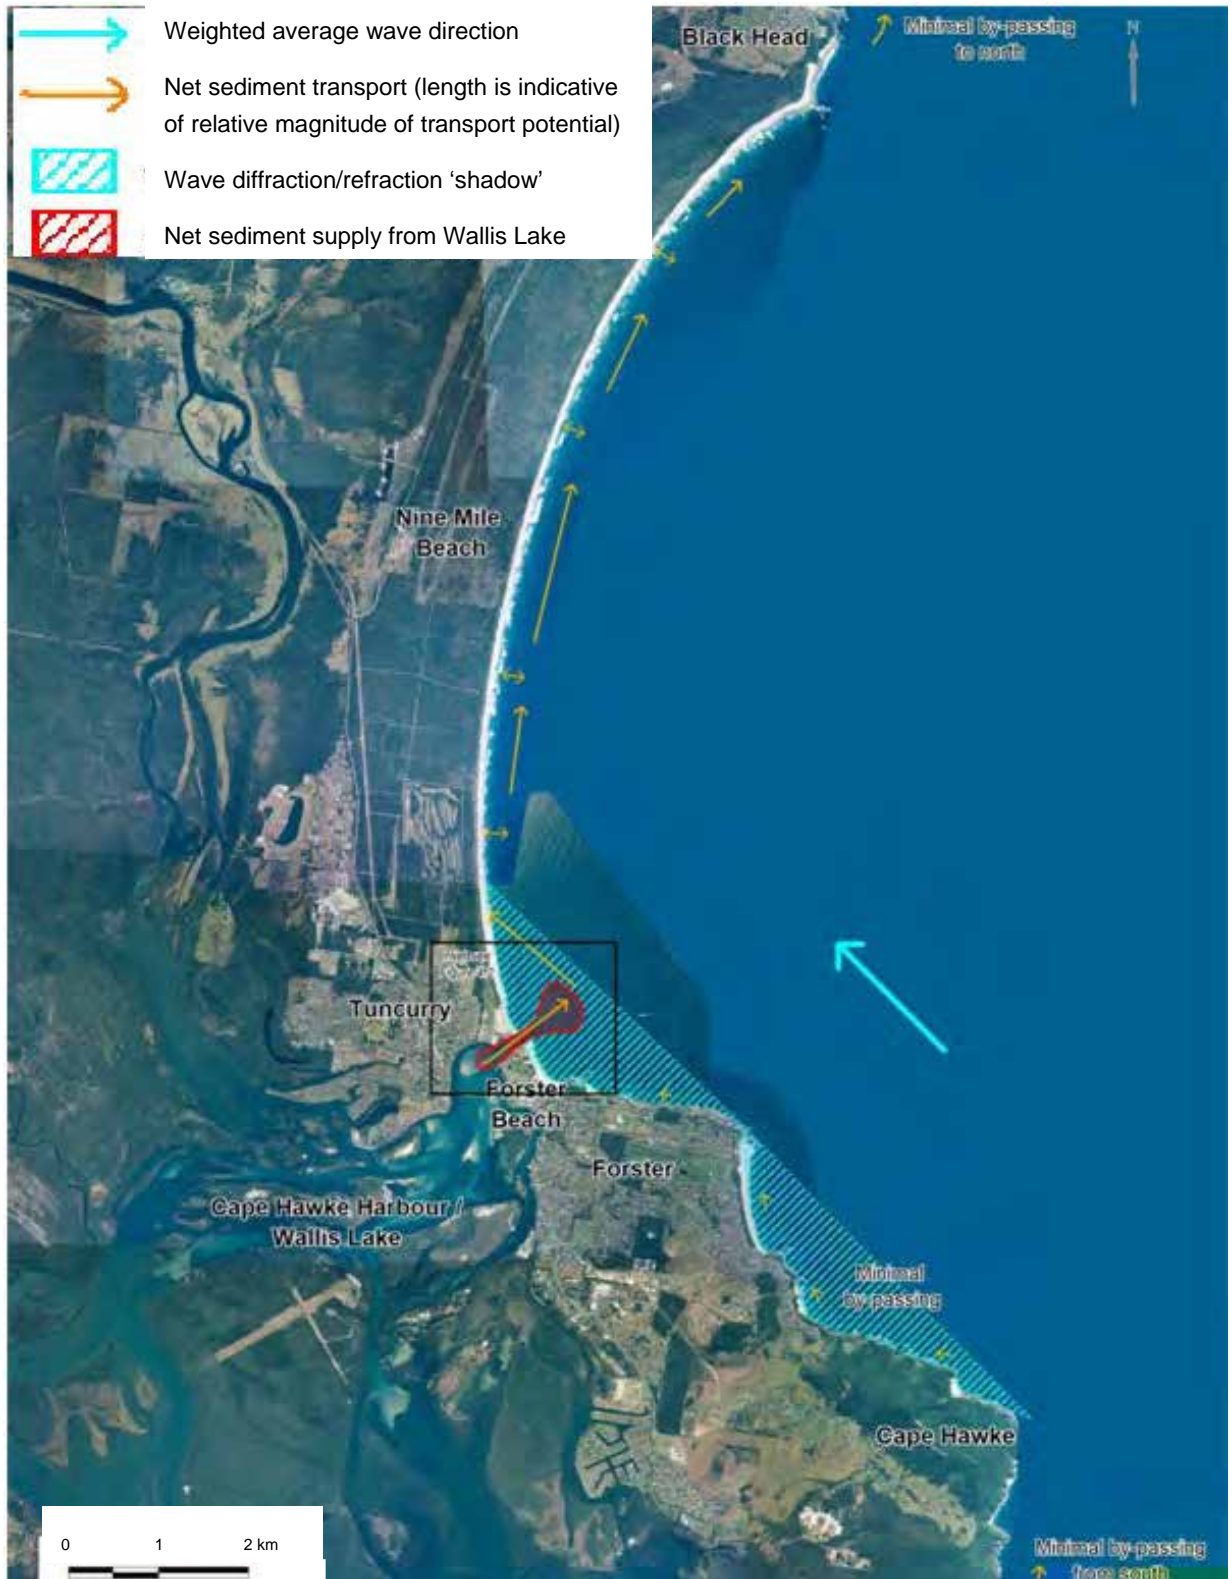 Weighted average wave direction
Net sediment transport (length is indicative
of relative magnitude of transport potential)
Wave diffraction/refraction ‘shadow’
Net sediment supply from Wallis Lake
Black Head
Minimal by-passing
to north
N
Nine Mile
Beach
Tuncurry
Forster
Beach
Forster
Cape Hawke Harbour /
Wallis Lake
Minimal
by-passing
Cape Hawke
0 1 2 km
Minimal by-passing
from south